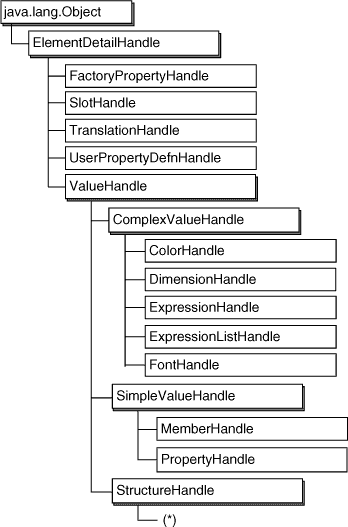 java.lang.Object
ElementDetailHandle
FactoryPropertyHandle
SlotHandle
TranslationHandle
UserPropertyDefnHandle
ValueHandle
ComplexValueHandle
ColorHandle
DimensionHandle
ExpressionHandle
ExpressionListHandle
FontHandle
SimpleValueHandle
MemberHandle
PropertyHandle
StructureHandle
(*)